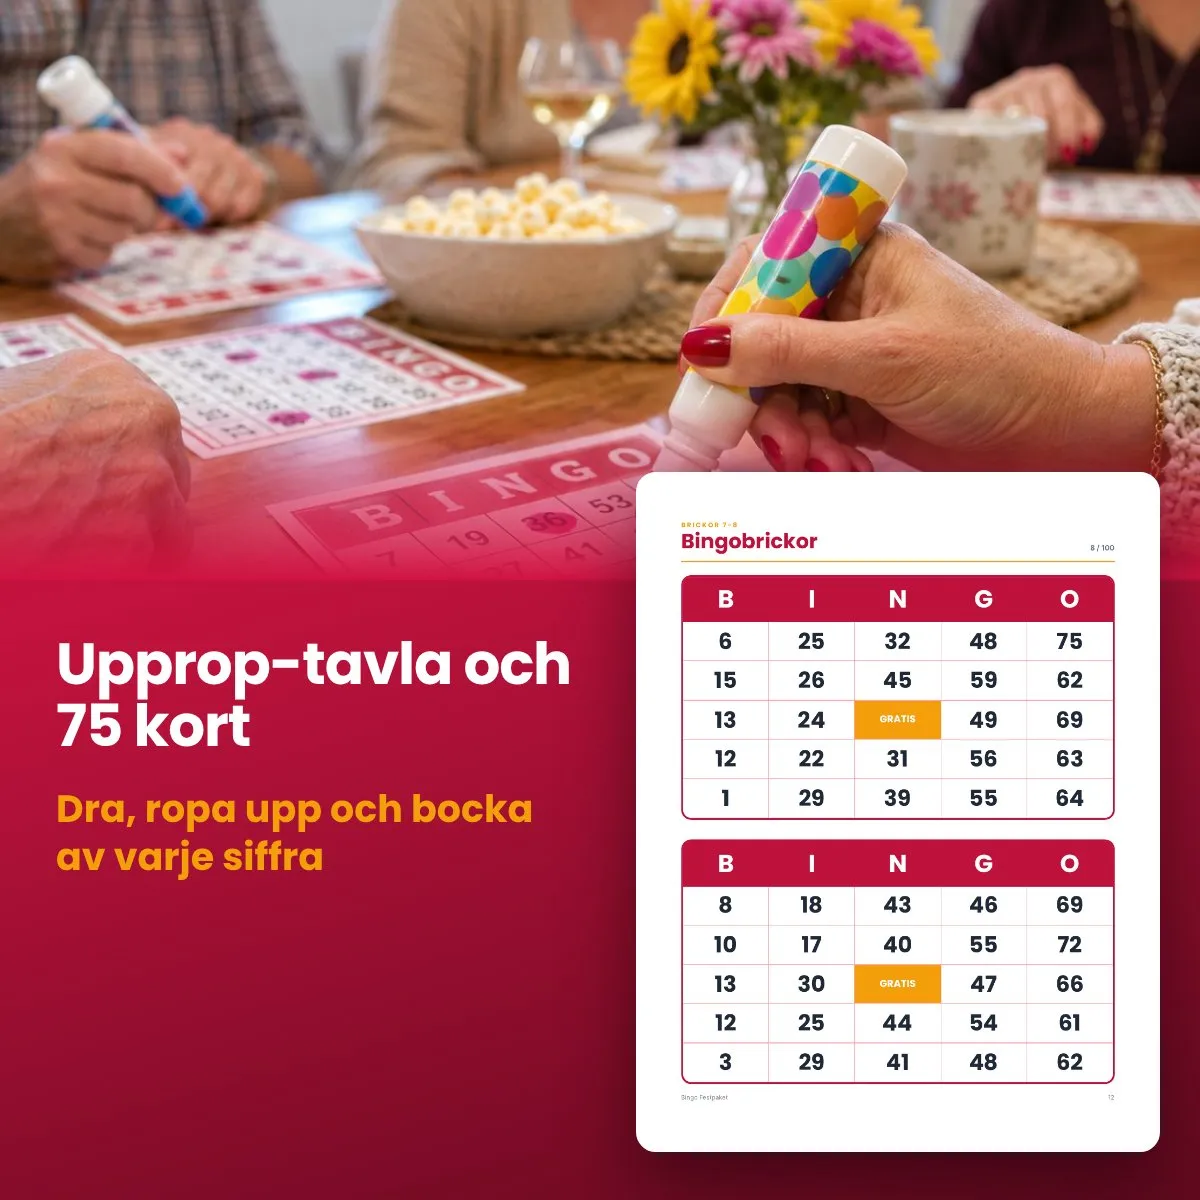 BINGO
BINGO
7 19 36 53
41
Upprop-tavla och
75 kort
Dra, ropa upp och bocka
av varje siffra
BRICKOR 7-8
Bingobrickor
8 / 100
B I N G O
6 25 32 48 75
15 26 45 59 62
13 24 GRATIS 49 69
12 22 31 56 63
1 29 39 55 64
B I N G O
8 18 43 46 69
10 17 40 55 72
13 30 GRATIS 47 66
12 25 44 54 61
3 29 41 48 62
Bingo Festpaket
12